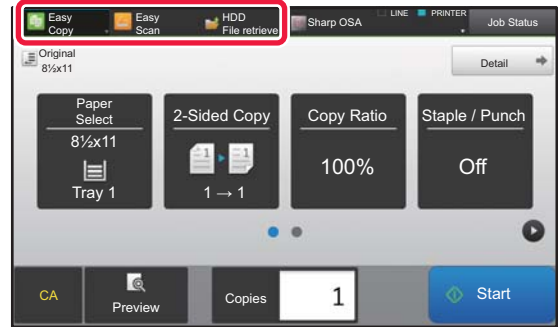 Easy
Copy
Easy
Scan
HDD
File retrieve
Sharp OSA
LINE
PRINTER
Job Status
Original
8½x11
Detail
Paper
Select
8½x11
Tray 1
2-Sided Copy
1 1
1 → 1
Copy Ratio
100%
Staple / Punch
Off
CA
Preview
Copies
1
Start